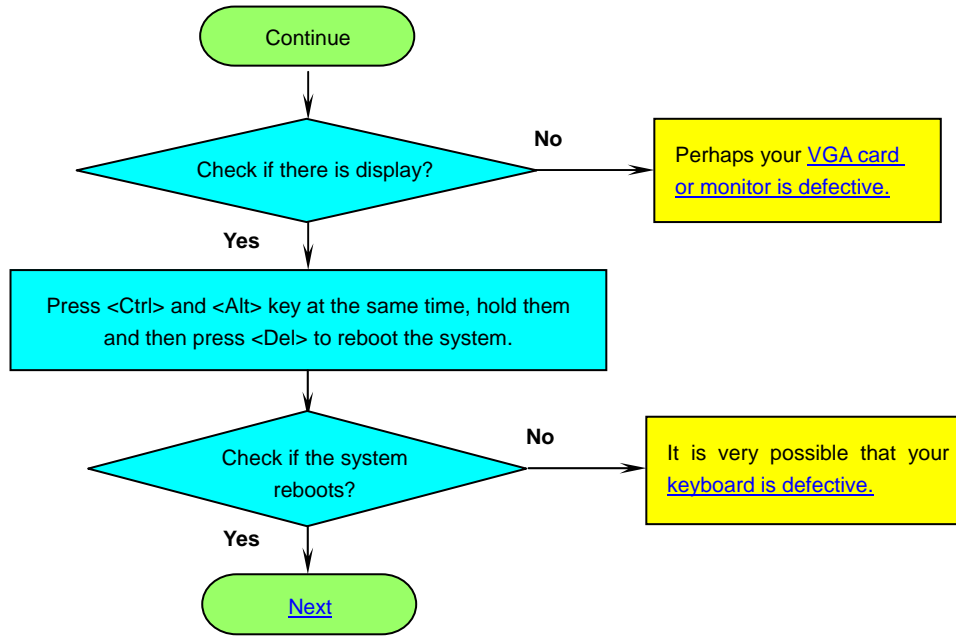 Continue
Check if there is display?
No
Perhaps your VGA card
or monitor is defective.
Yes
Press <Ctrl> and <Alt> key at the same time, hold them
and then press <Del> to reboot the system.
Check if the system
reboots?
No
It is very possible that your
keyboard is defective.
Yes
Next